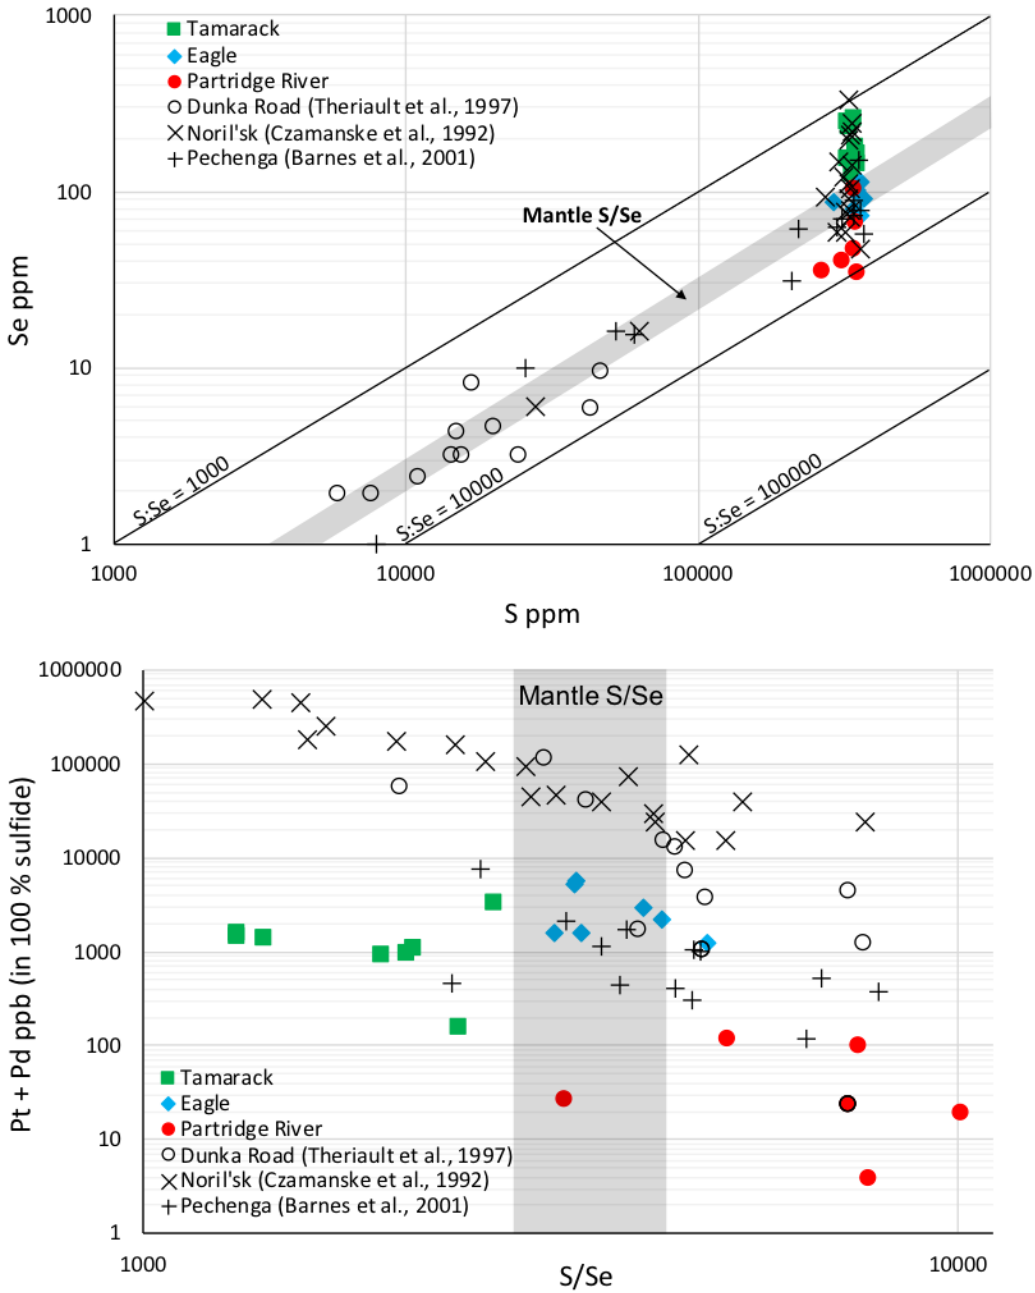 1000
Tamarack
Eagle
Partridge River
Dunka Road (Theriault et al., 1997)
Noril'sk (Czamanske et al., 1992)
Pechenga (Barnes et al., 2001)
100
Mantle S/Se
Se ppm
10
S:Se = 1000
S:Se = 10000
S:Se = 100000
1
1000
10000
100000
1000000
S ppm
1000000
Mantle S/Se
100000
10000
Pt + Pd ppb (in 100 % sulfide)
1000
100
Tamarack
Eagle
Partridge River
10
Dunka Road (Theriault et al., 1997)
Noril'sk (Czamanske et al., 1992)
Pechenga (Barnes et al., 2001)
1
1000
10000
S/Se